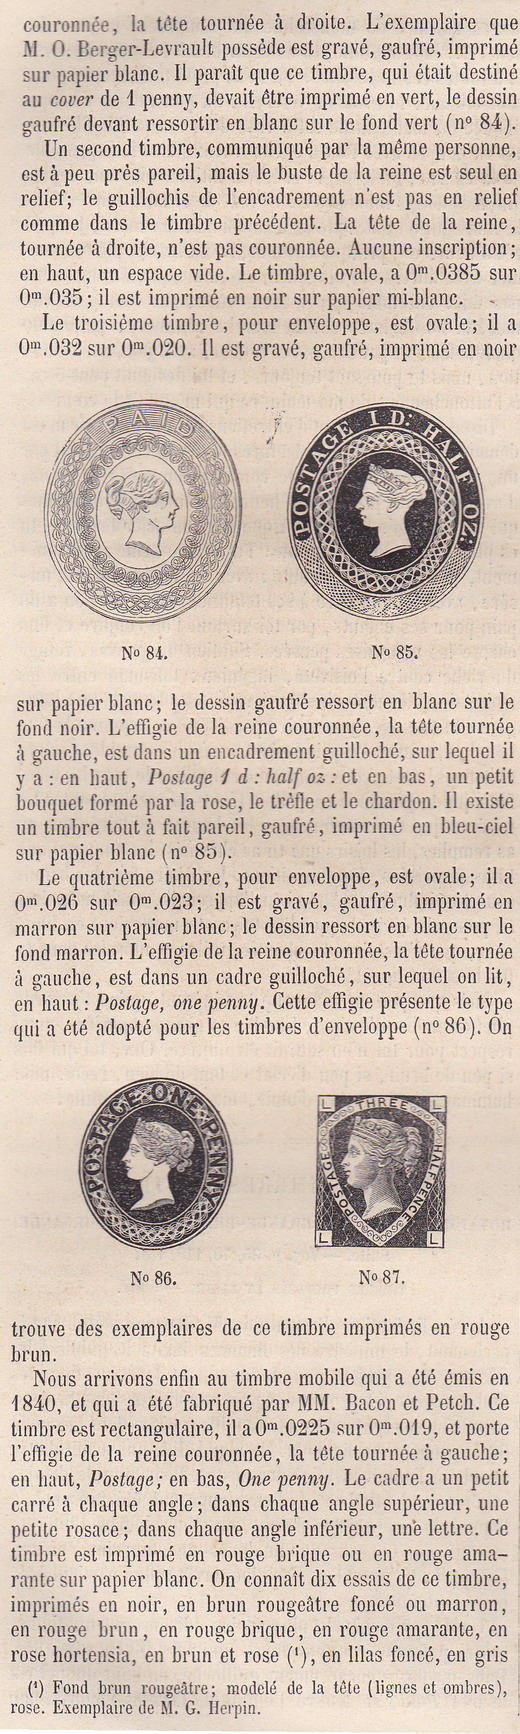 couronnée, la tête tournée à droite. L'exemplaire que
M. O. Berger-Levrault possède est gravé, gaufré, imprimé
sur papier blanc. Il paraît que ce timbre, qui était destiné
au cover de 1 penny, devait être imprimé en vert, le dessin
gaufré devant ressortir en blanc sur le fond vert (nº 84).
Un second timbre, communiqué par la même personne,
est à peu près pareil, mais le buste de la reine est seul en
relief; le guillochis de l'encadrement n'est pas en relief
comme dans le timbre précédent. La tête de la reine,
tournée à droite, n'est pas couronnée. Aucune inscription;
en haut, un espace vide. Le timbre, ovale, a 0m.0385 sur
0m.035; il est imprimé en noir sur papier mi-blanc.
Le troisième timbre, pour enveloppe, est ovale; il a
0m.032 sur 0m.020. Il est gravé, gaufré, imprimé en noir
PAID
POSTAGE 1D: HALF OZ:
No 84.
No 85.
sur papier blanc; le dessin gaufré ressort en blanc sur le
fond noir. L'effigie de la reine couronnée, la tête tournée
à gauche, est dans un encadrement guilloché, sur lequel il
y a : en haut, Postage 1 d : half oz : et en bas, un petit
bouquet formé par la rose, le trèfle et le chardon. Il existe
un timbre tout à fait pareil, gaufré, imprimé en bleu-ciel
sur papier blanc (nº 85).
Le quatrième timbre, pour enveloppe, est ovale; il a
0m.026 sur 0m.023; il est gravé, gaufré, imprimé en
marron sur papier blanc; le dessin ressort en blanc sur le
fond marron. L'effigie de la reine couronnée, la tête tournée
à gauche, est dans un cadre guilloché, sur lequel on lit,
en haut : Postage, one penny. Cette effigie présente le type
qui a été adopté pour les timbres d'enveloppe (nº 86). On
POSTAGE ONE PENNY
L THREE L
POSTAGE
HALFPENCE
L L
No 86.
No 87.
trouve des exemplaires de ce timbre imprimés en rouge
brun.
Nous arrivons enfin au timbre mobile qui a été émis en
1840, et qui a été fabriqué par MM. Bacon et Petch. Ce
timbre est rectangulaire, il a 0m.0225 sur 0m.019, et porte
l'effigie de la reine couronnée, la tête tournée à gauche;
en haut, Postage; en bas, One penny. Le cadre a un petit
carré à chaque angle; dans chaque angle supérieur, une
petite rosace; dans chaque angle inférieur, une lettre. Ce
timbre est imprimé en rouge brique ou en rouge ama-
rante sur papier blanc. On connaît dix essais de ce timbre,
imprimés en noir, en brun rougeâtre foncé ou marron,
en rouge brun, en rouge brique, en rouge amarante, en
rose hortensia, en brun et rose (¹), en lilas foncé, en gris
(¹) Fond brun rougeâtre; modelé de la tête (lignes et ombres),
rose. Exemplaire de M. G. Herpin.